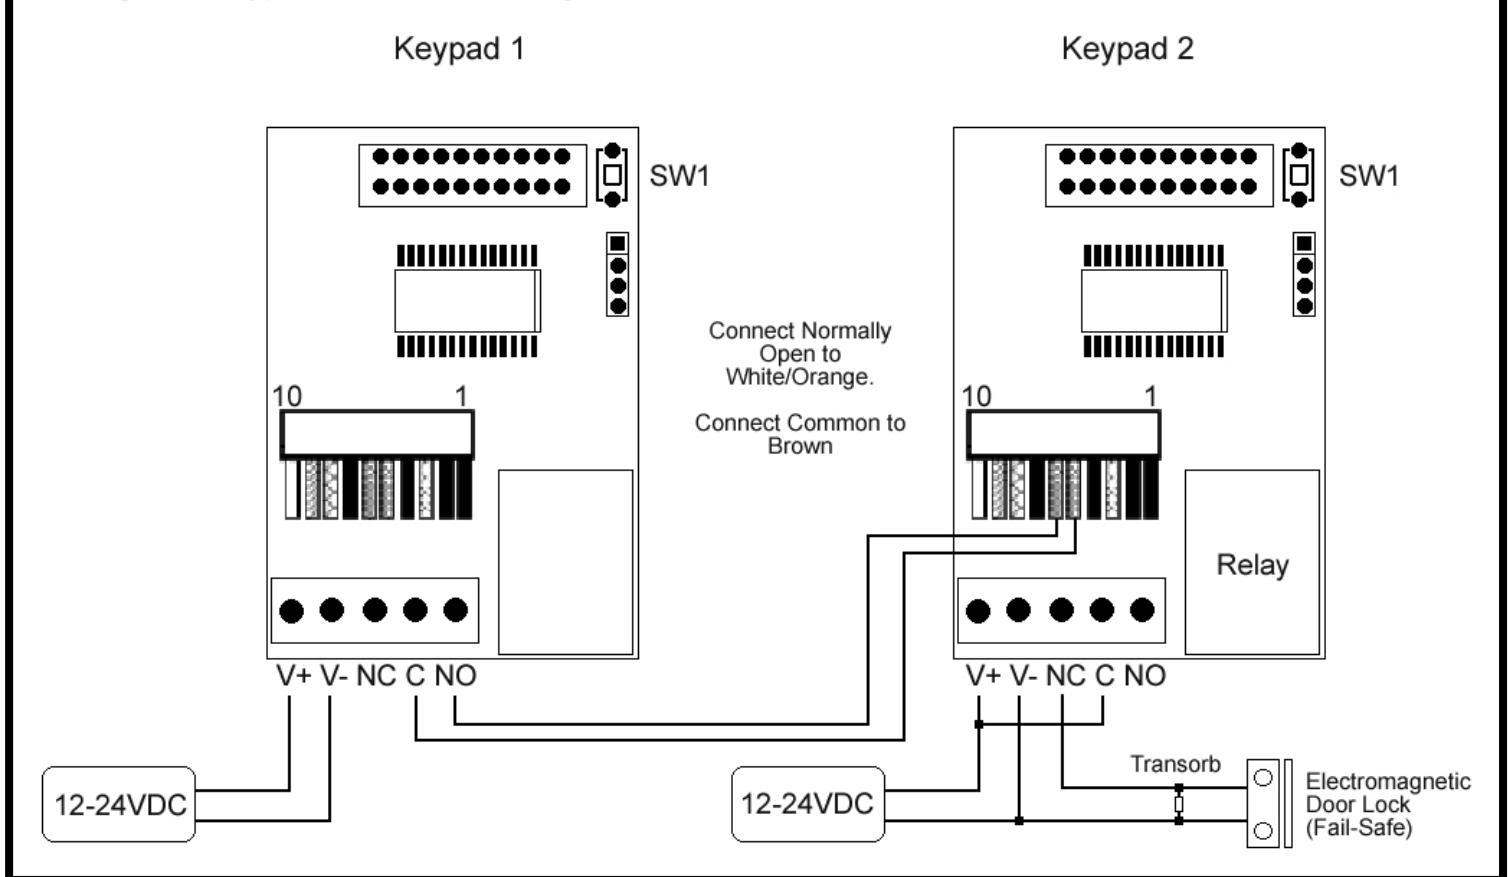 Keypad 1
Keypad 2
SW1
SW1
Connect Normally
Open to
White/Orange.
Connect Common to
Brown
10 1
10 1
Relay
V+ V- NC C NO
V+ V- NC C NO
12-24VDC
12-24VDC
Transorb
Electromagnetic
Door Lock
(Fail-Safe)